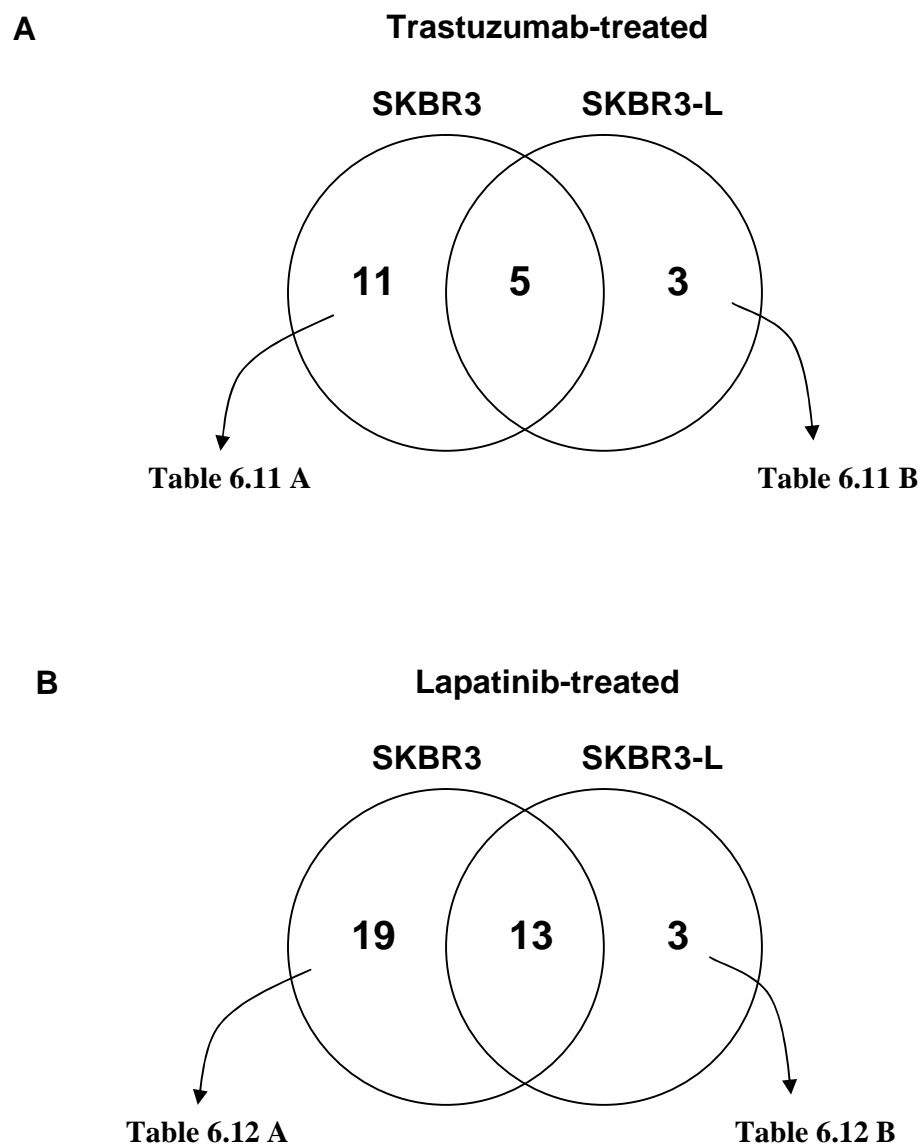 A
Trastuzumab-treated
SKBR3 SKBR3-L
11 5 3
Table 6.11 A Table 6.11 B
B
Lapatinib-treated
SKBR3 SKBR3-L
19 13 3
Table 6.12 A Table 6.12 B